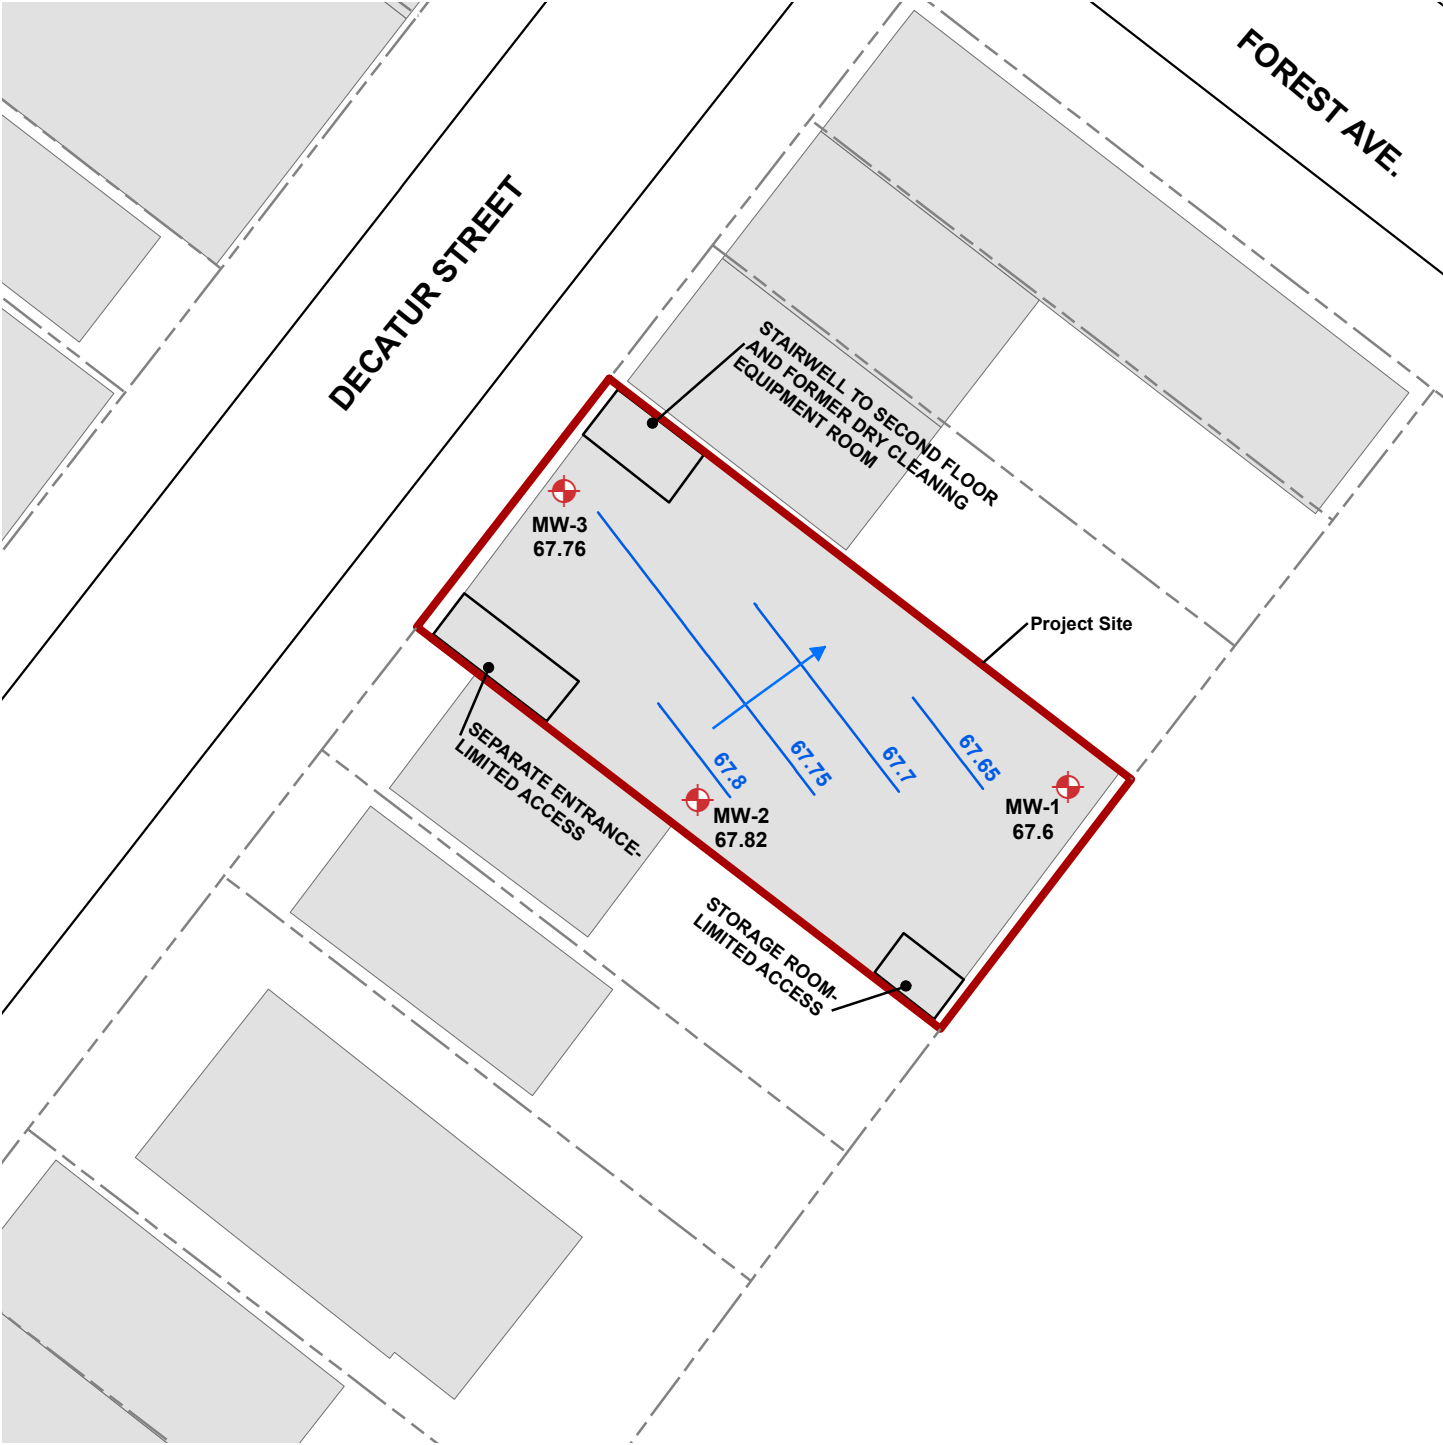 FOREST AVE.
DECATUR STREET
STAIRWELL TO SECOND FLOOR
AND FORMER DRY CLEANING
EQUIPMENT ROOM
MW-3
67.76
Project Site
67.8
67.75
67.7
67.65
MW-1
67.6
MW-2
67.82
SEPARATE ENTRANCE-
LIMITED ACCESS
STORAGE ROOM-
LIMITED ACCESS